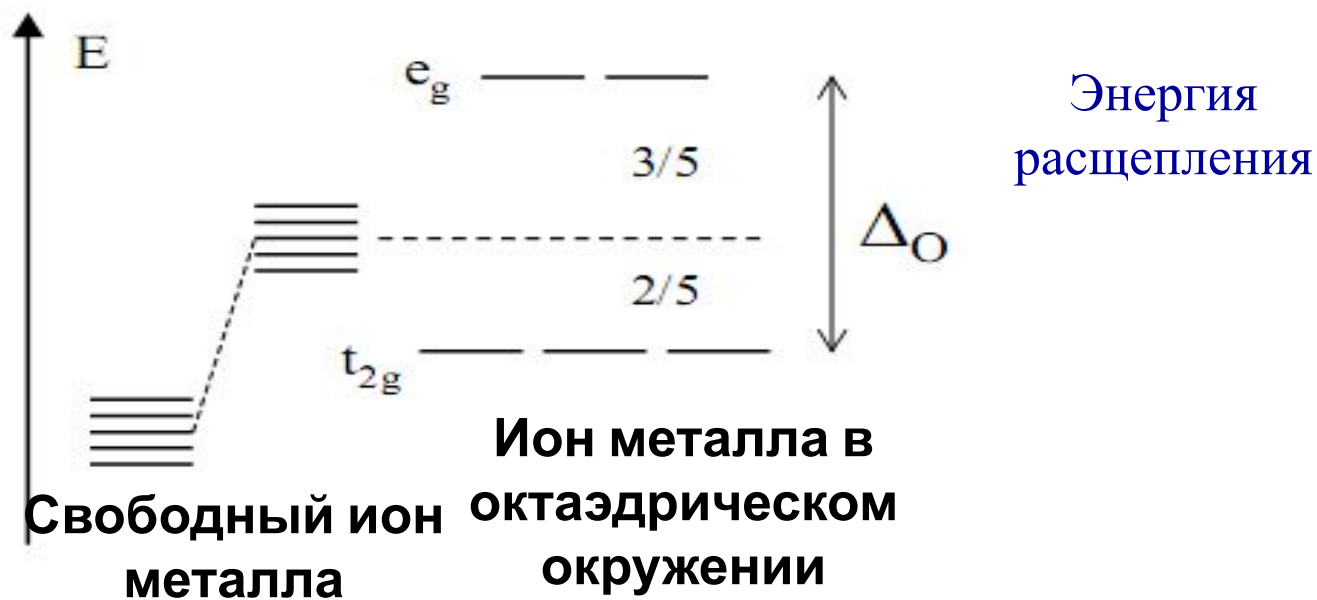 E
e_g
3/5
Энергия
расщепления
Δ_O
2/5
t_2g
Ион металла в
октаэдрическом
окружении
Свободный ион
металла